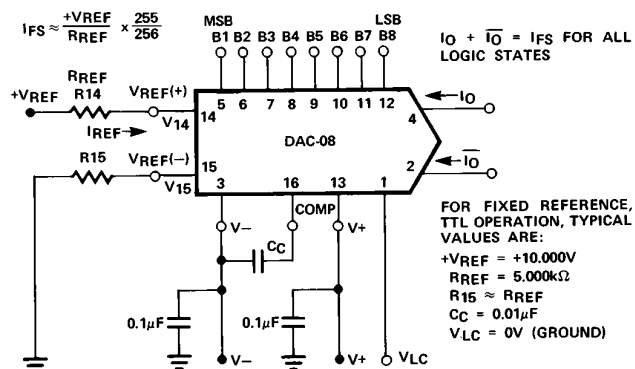 IFS ≈ +VREF / RREF × 255 / 256
MSB LSB
B1 B2 B3 B4 B5 B6 B7 B8
IO + IO̅ = IFS FOR ALL
LOGIC STATES
RREF
R14
+VREF
VREF(+)
IREF
V14
14
5 6 7 8 9 10 11 12
4
IO
DAC-08
R15
VREF(−)
V15
15
2
IO̅
3 16 13 1
COMP
V−
CC
V+
0.1µF
0.1µF
V−
V+
VLC
FOR FIXED REFERENCE,
TTL OPERATION, TYPICAL
VALUES ARE:
+VREF = +10.000V
RREF = 5.000kΩ
R15 ≈ RREF
CC = 0.01µF
VLC = 0V (GROUND)